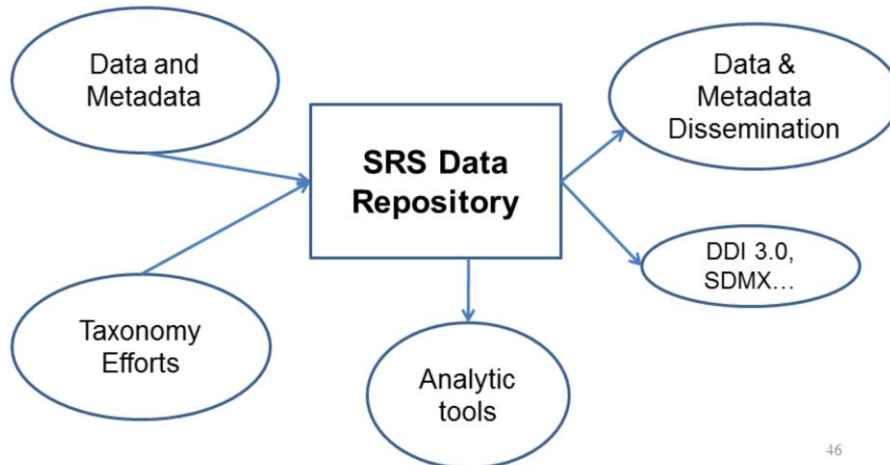 Data and
Metadata
Data &
Metadata
Dissemination
SRS Data
Repository
DDI 3.0,
SDMX…
Taxonomy
Efforts
Analytic
tools
46